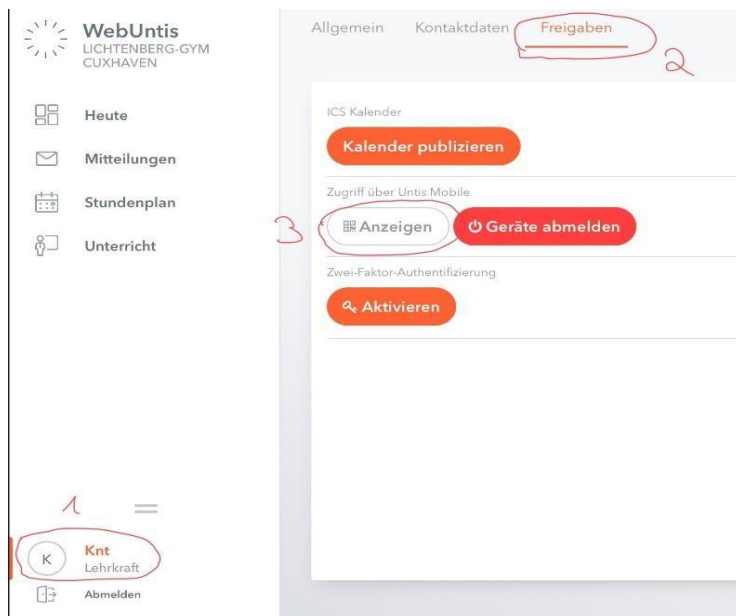 WebUntis
LICHTENBERG-GYM
CUXHAVEN
Heute
Mitteilungen
Stundenplan
Unterricht
1
K
Knt
Lehrkraft
Abmelden
Allgemein Kontaktdaten Freigaben
2
ICS Kalender
Kalender publizieren
Zugriff über Untis Mobile
3
Anzeigen Geräte abmelden
Zwei-Faktor-Authentifizierung
Aktivieren